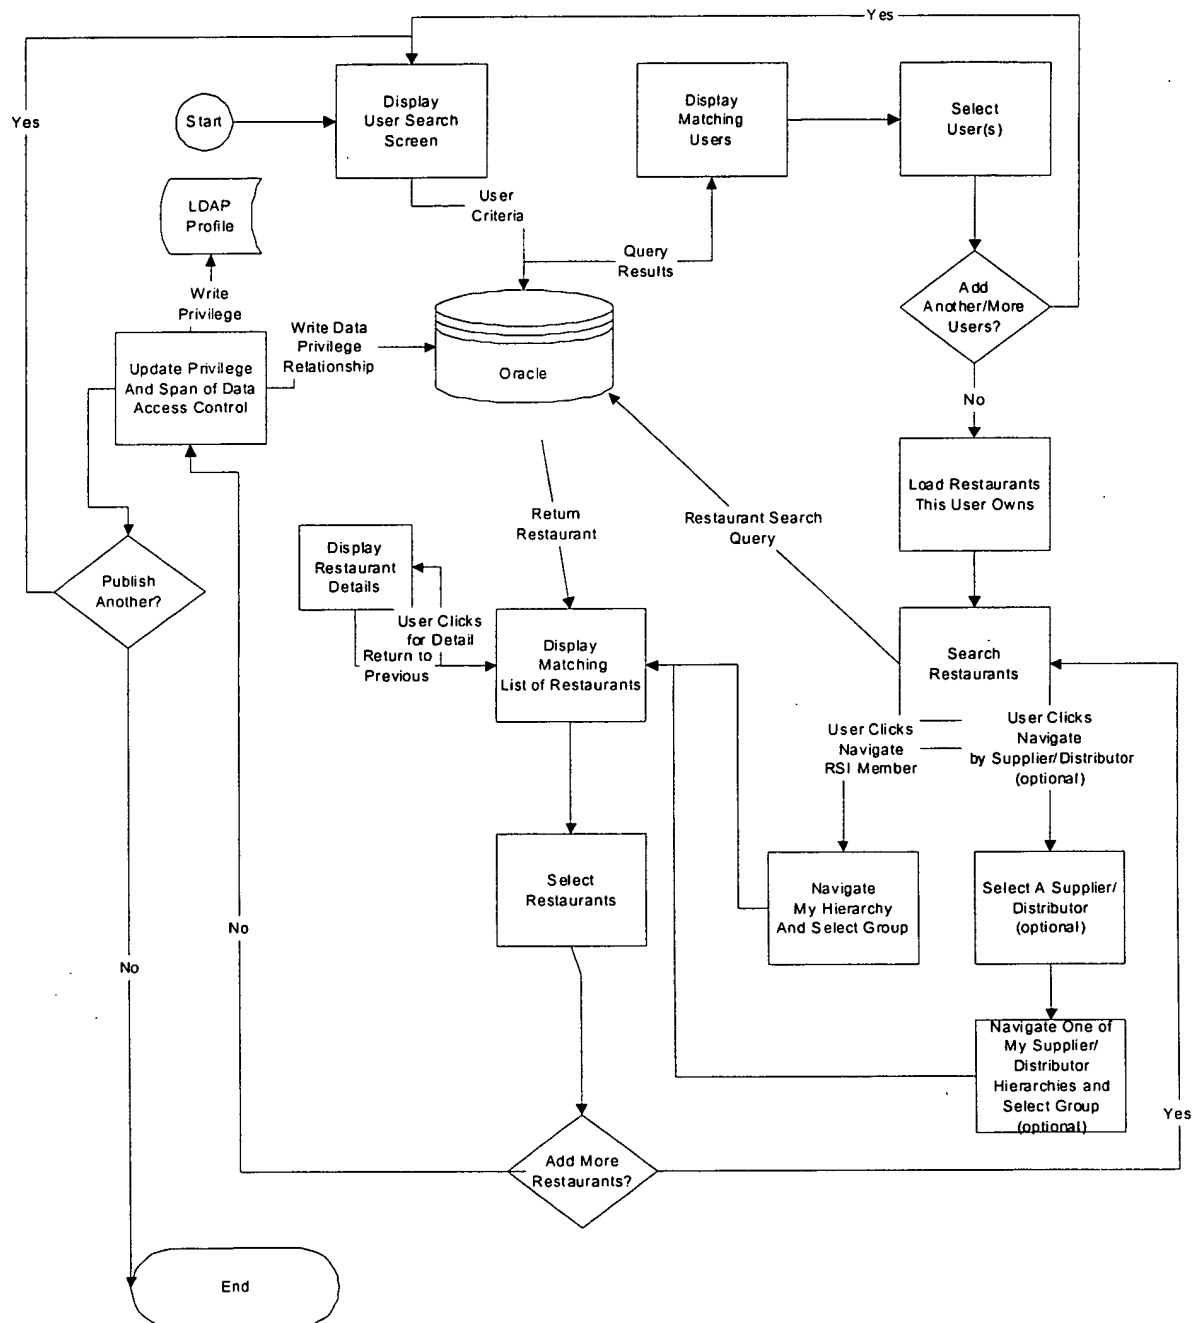 Yes
Yes
Start
Display
User Search
Screen
Display
Matching
Users
Select
User(s)
LDAP
Profile
User
Criteria
Query
Results
Write
Privilege
Write Data
Privilege
Relationship
Add
Another/More
Users?
Update Privilege
And Span of Data
Access Control
Oracle
No
Load Restaurants
This User Owns
Return
Restaurant
Restaurant Search
Query
Display
Restaurant
Details
Publish
Another?
User Clicks
for Detail
Return to
Previous
Display
Matching
List of Restaurants
Search
Restaurants
User Clicks
Navigate
RSI Member
User Clicks
Navigate
by Supplier/Distributor
(optional)
Select
Restaurants
Navigate
My Hierarchy
And Select Group
Select A Supplier/
Distributor
(optional)
No
No
Navigate One of
My Supplier/
Distributor
Hierarchies and
Select Group
(optional)
Yes
Add More
Restaurants?
End